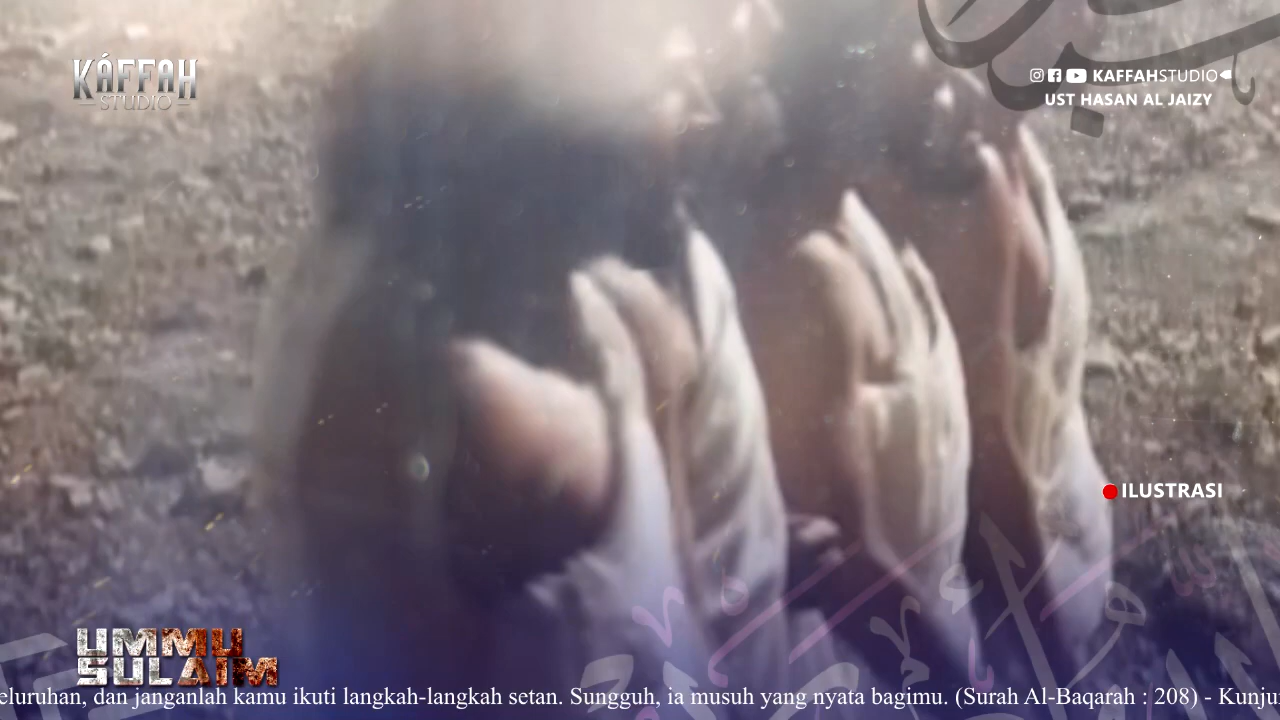 KÁFFAH
STUDIO
KAFFAHSTUDIO
UST HASAN AL JAIZY
ILUSTRASI
UMMU
SULAIM
eluruhan, dan janganlah kamu ikuti langkah-langkah setan. Sungguh, ia musuh yang nyata bagimu. (Surah Al-Baqarah : 208) - Kunju